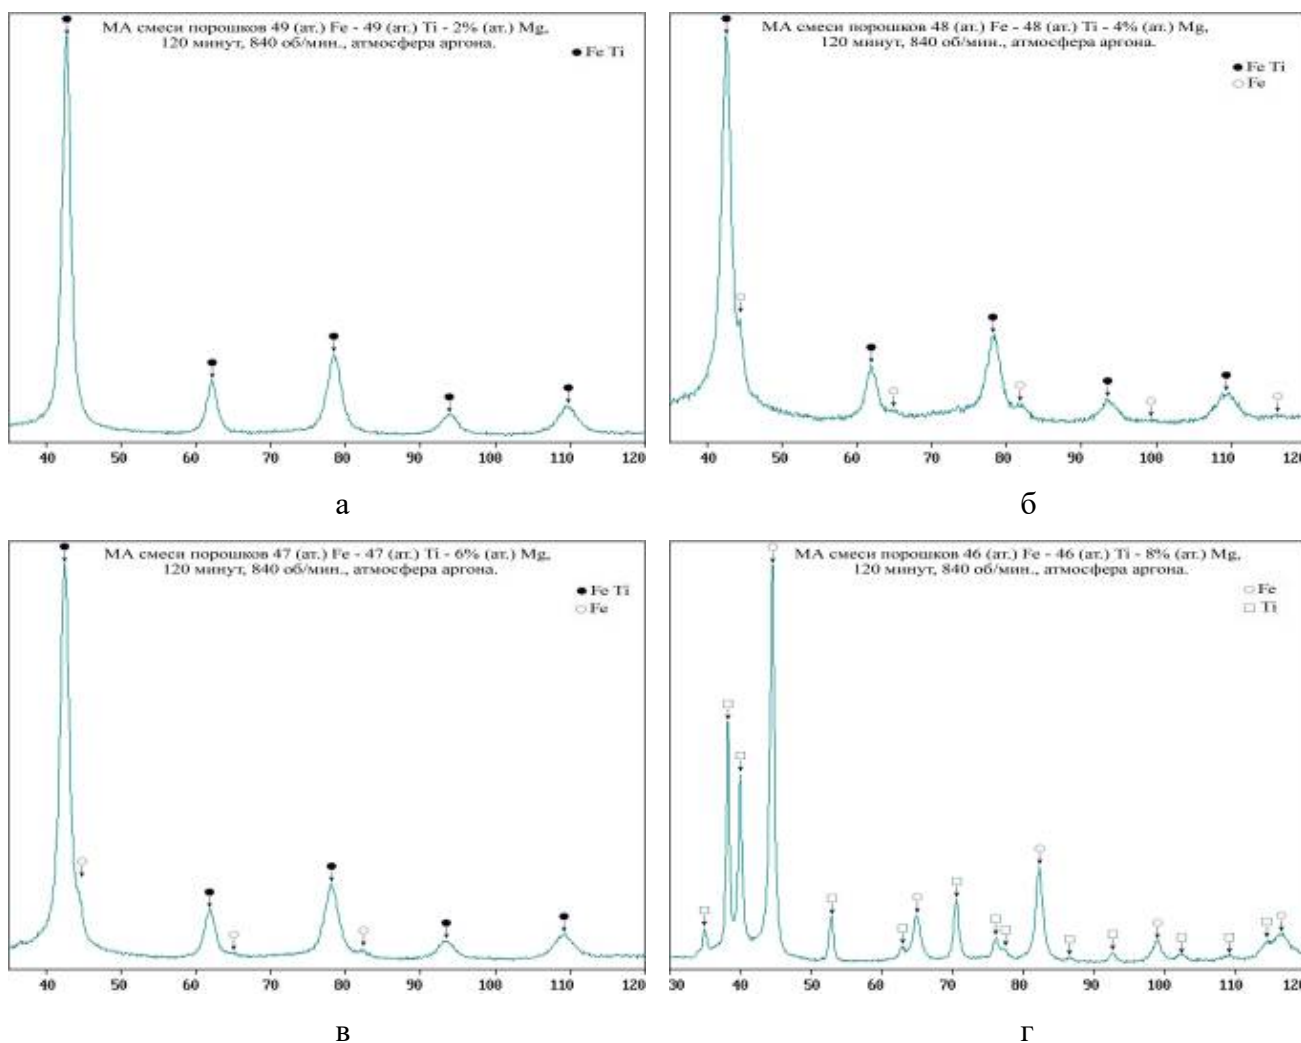 МА смеси порошков 49 (ат.) Fe - 49 (ат.) Ti - 2% (ат.) Mg,
120 минут, 840 об/мин., атмосфера аргона.
Fe Ti
40 50 60 70 80 90 100 110 120
а
МА смеси порошков 48 (ат.) Fe - 48 (ат.) Ti - 4% (ат.) Mg,
120 минут, 840 об/мин., атмосфера аргона.
Fe Ti
Fe
40 50 60 70 80 90 100 110 120
б
МА смеси порошков 47 (ат.) Fe - 47 (ат.) Ti - 6% (ат.) Mg,
120 минут, 840 об/мин., атмосфера аргона.
Fe Ti
Fe
40 50 60 70 80 90 100 110 120
в
МА смеси порошков 46 (ат.) Fe - 46 (ат.) Ti - 8% (ат.) Mg,
120 минут, 840 об/мин., атмосфера аргона.
Fe
Ti
30 40 50 60 70 80 90 100 110 120
г